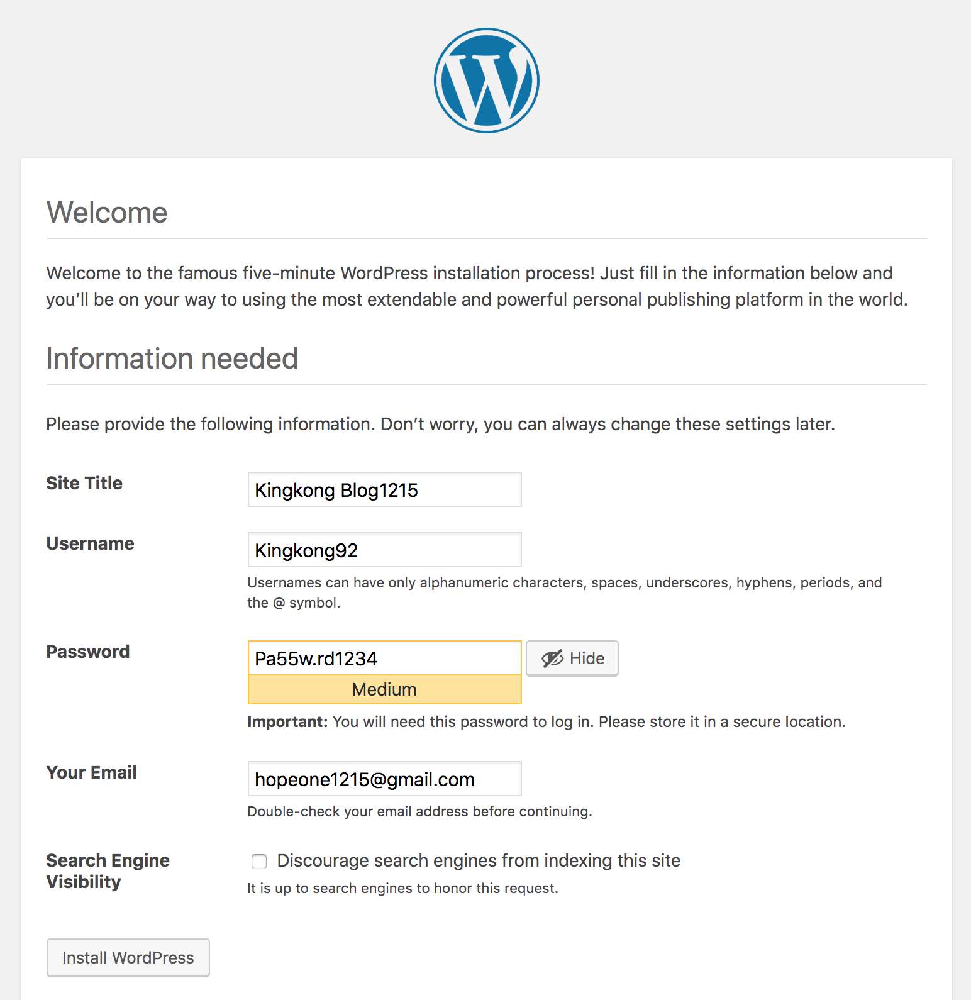 Welcome
Welcome to the famous five-minute WordPress installation process! Just fill in the information below and
you’ll be on your way to using the most extendable and powerful personal publishing platform in the world.
Information needed
Please provide the following information. Don’t worry, you can always change these settings later.
Site Title
Kingkong Blog1215
Username
Kingkong92
Usernames can have only alphanumeric characters, spaces, underscores, hyphens, periods, and
the @ symbol.
Password
Pa55w.rd1234
Hide
Medium
Important: You will need this password to log in. Please store it in a secure location.
Your Email
hopeone1215@gmail.com
Double-check your email address before continuing.
Search Engine
Visibility
Discourage search engines from indexing this site
It is up to search engines to honor this request.
Install WordPress